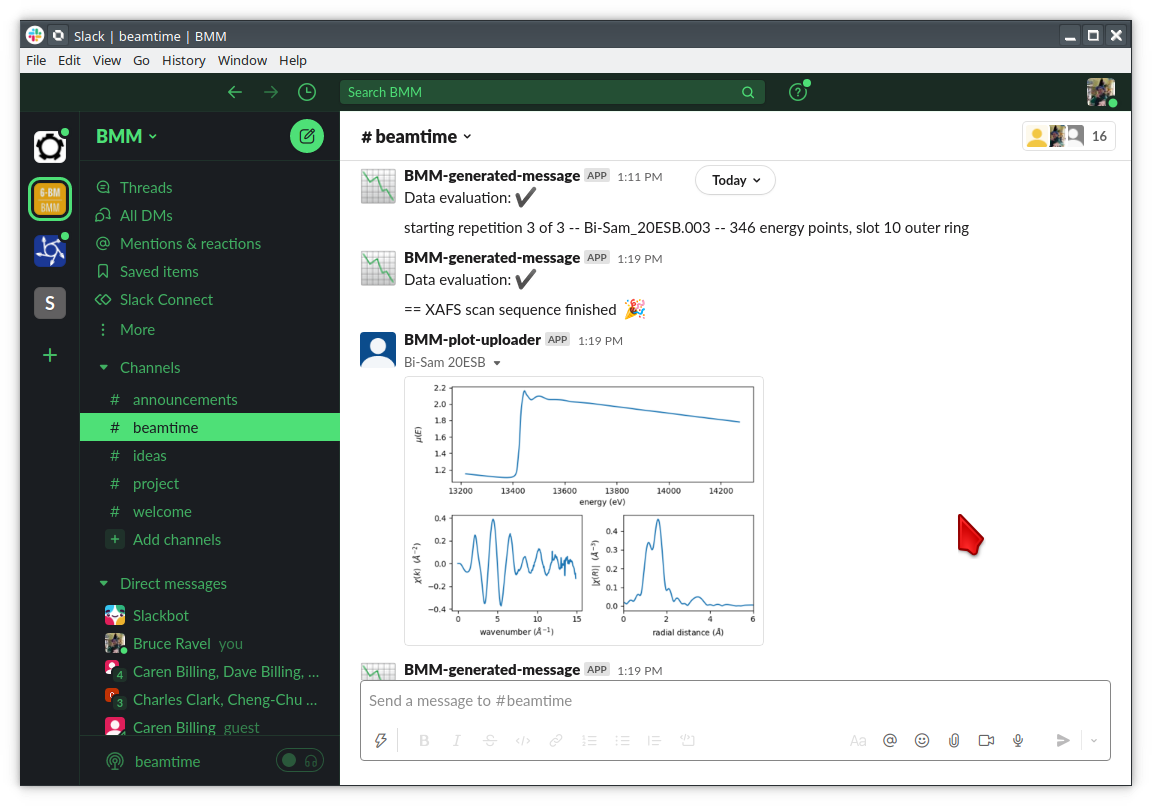 Slack | beamtime | BMM
File Edit View Go History Window Help
Search BMM
6-BM
BMM
S
BMM
Threads
All DMs
Mentions & reactions
Saved items
Slack Connect
More
Channels
# announcements
# beamtime
# ideas
# project
# welcome
+ Add channels
Direct messages
Slackbot
Bruce Ravel you
4 Caren Billing, Dave Billing, ...
3 Charles Clark, Cheng-Chu ...
Caren Billing guest
beamtime
# beamtime
16
Today
BMM-generated-message APP 1:11 PM
Data evaluation: ✔
starting repetition 3 of 3 -- Bi-Sam_20ESB.003 -- 346 energy points, slot 10 outer ring
BMM-generated-message APP 1:19 PM
Data evaluation: ✔
== XAFS scan sequence finished 🎉
BMM-plot-uploader APP 1:19 PM
Bi-Sam 20ESB
2.2
2.0
1.8
1.6
1.4
1.2
μ(E)
13200 13400 13600 13800 14000 14200
energy (eV)
0.4
0.2
0.0
−0.2
−0.4
χ(k) (Å⁻²)
0 5 10 15
wavenumber (Å⁻¹)
0.4
0.3
0.2
0.1
0.0
|χ(R)| (Å⁻³)
0 2 4 6
radial distance (Å)
BMM-generated-message APP 1:19 PM
Send a message to #beamtime
B I S </> Aa @